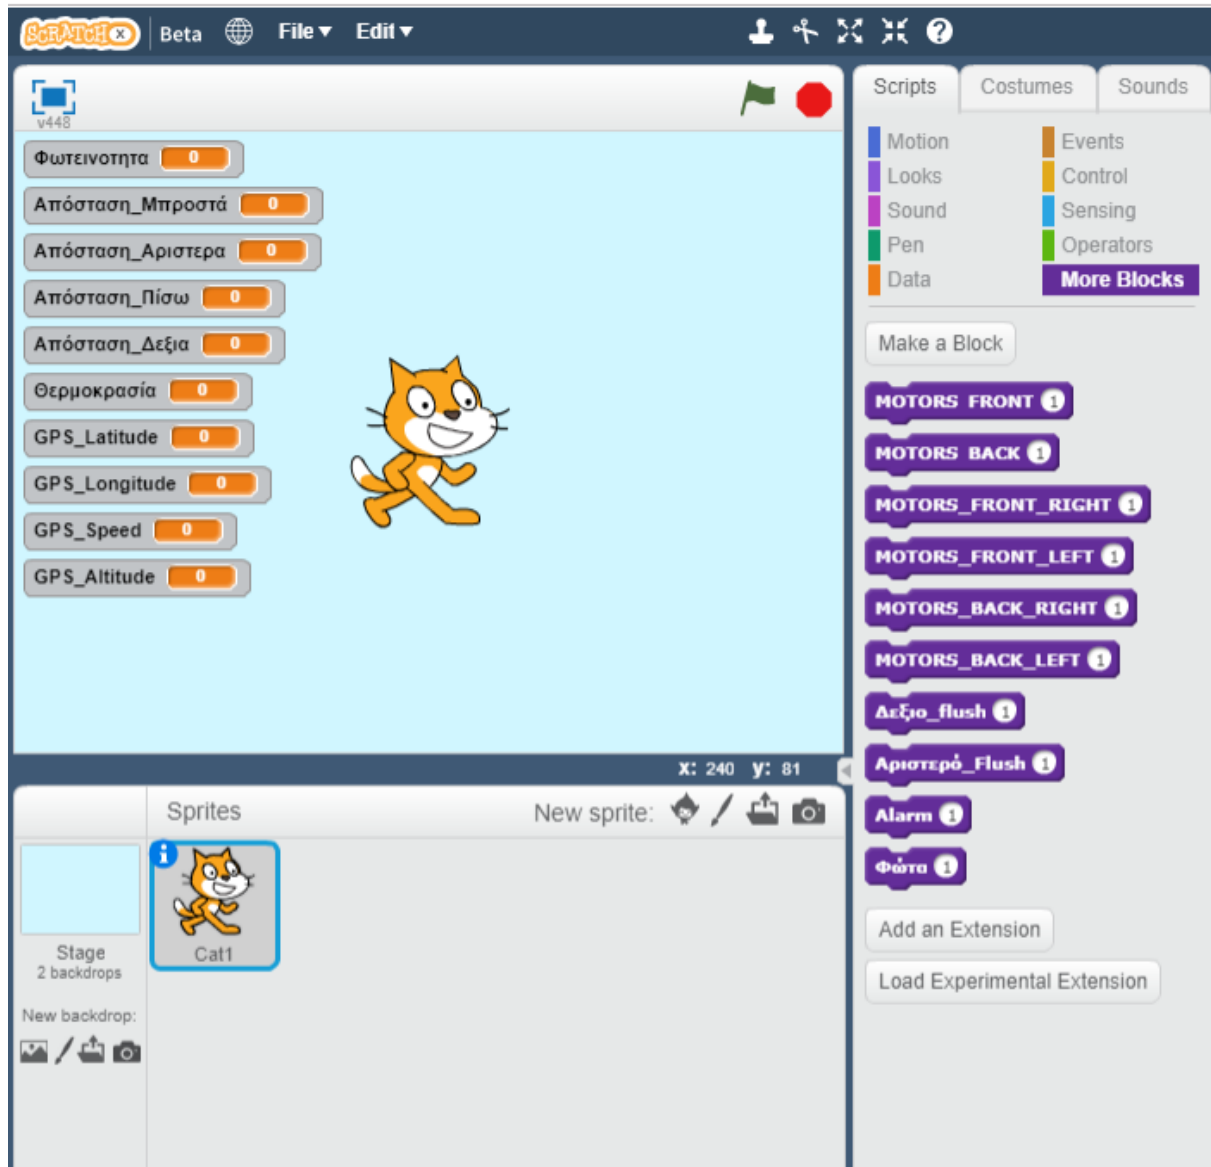 SCRATCH X Beta File Edit
v448
Φωτεινοτητα 0
Απόσταση_Μπροστά 0
Απόσταση_Αριστερα 0
Απόσταση_Πίσω 0
Απόσταση_Δεξια 0
Θερμοκρασία 0
GPS_Latitude 0
GPS_Longitude 0
GPS_Speed 0
GPS_Altitude 0
x: 240 y: 81
Sprites New sprite:
Stage
2 backdrops
New backdrop:
Cat1
Scripts Costumes Sounds
Motion Events
Looks Control
Sound Sensing
Pen Operators
Data More Blocks
Make a Block
MOTORS FRONT 1
MOTORS BACK 1
MOTORS_FRONT_RIGHT 1
MOTORS_FRONT_LEFT 1
MOTORS_BACK_RIGHT 1
MOTORS_BACK_LEFT 1
Δεξιο_flush 1
Αριστερό_Flush 1
Alarm 1
Φώτα 1
Add an Extension
Load Experimental Extension